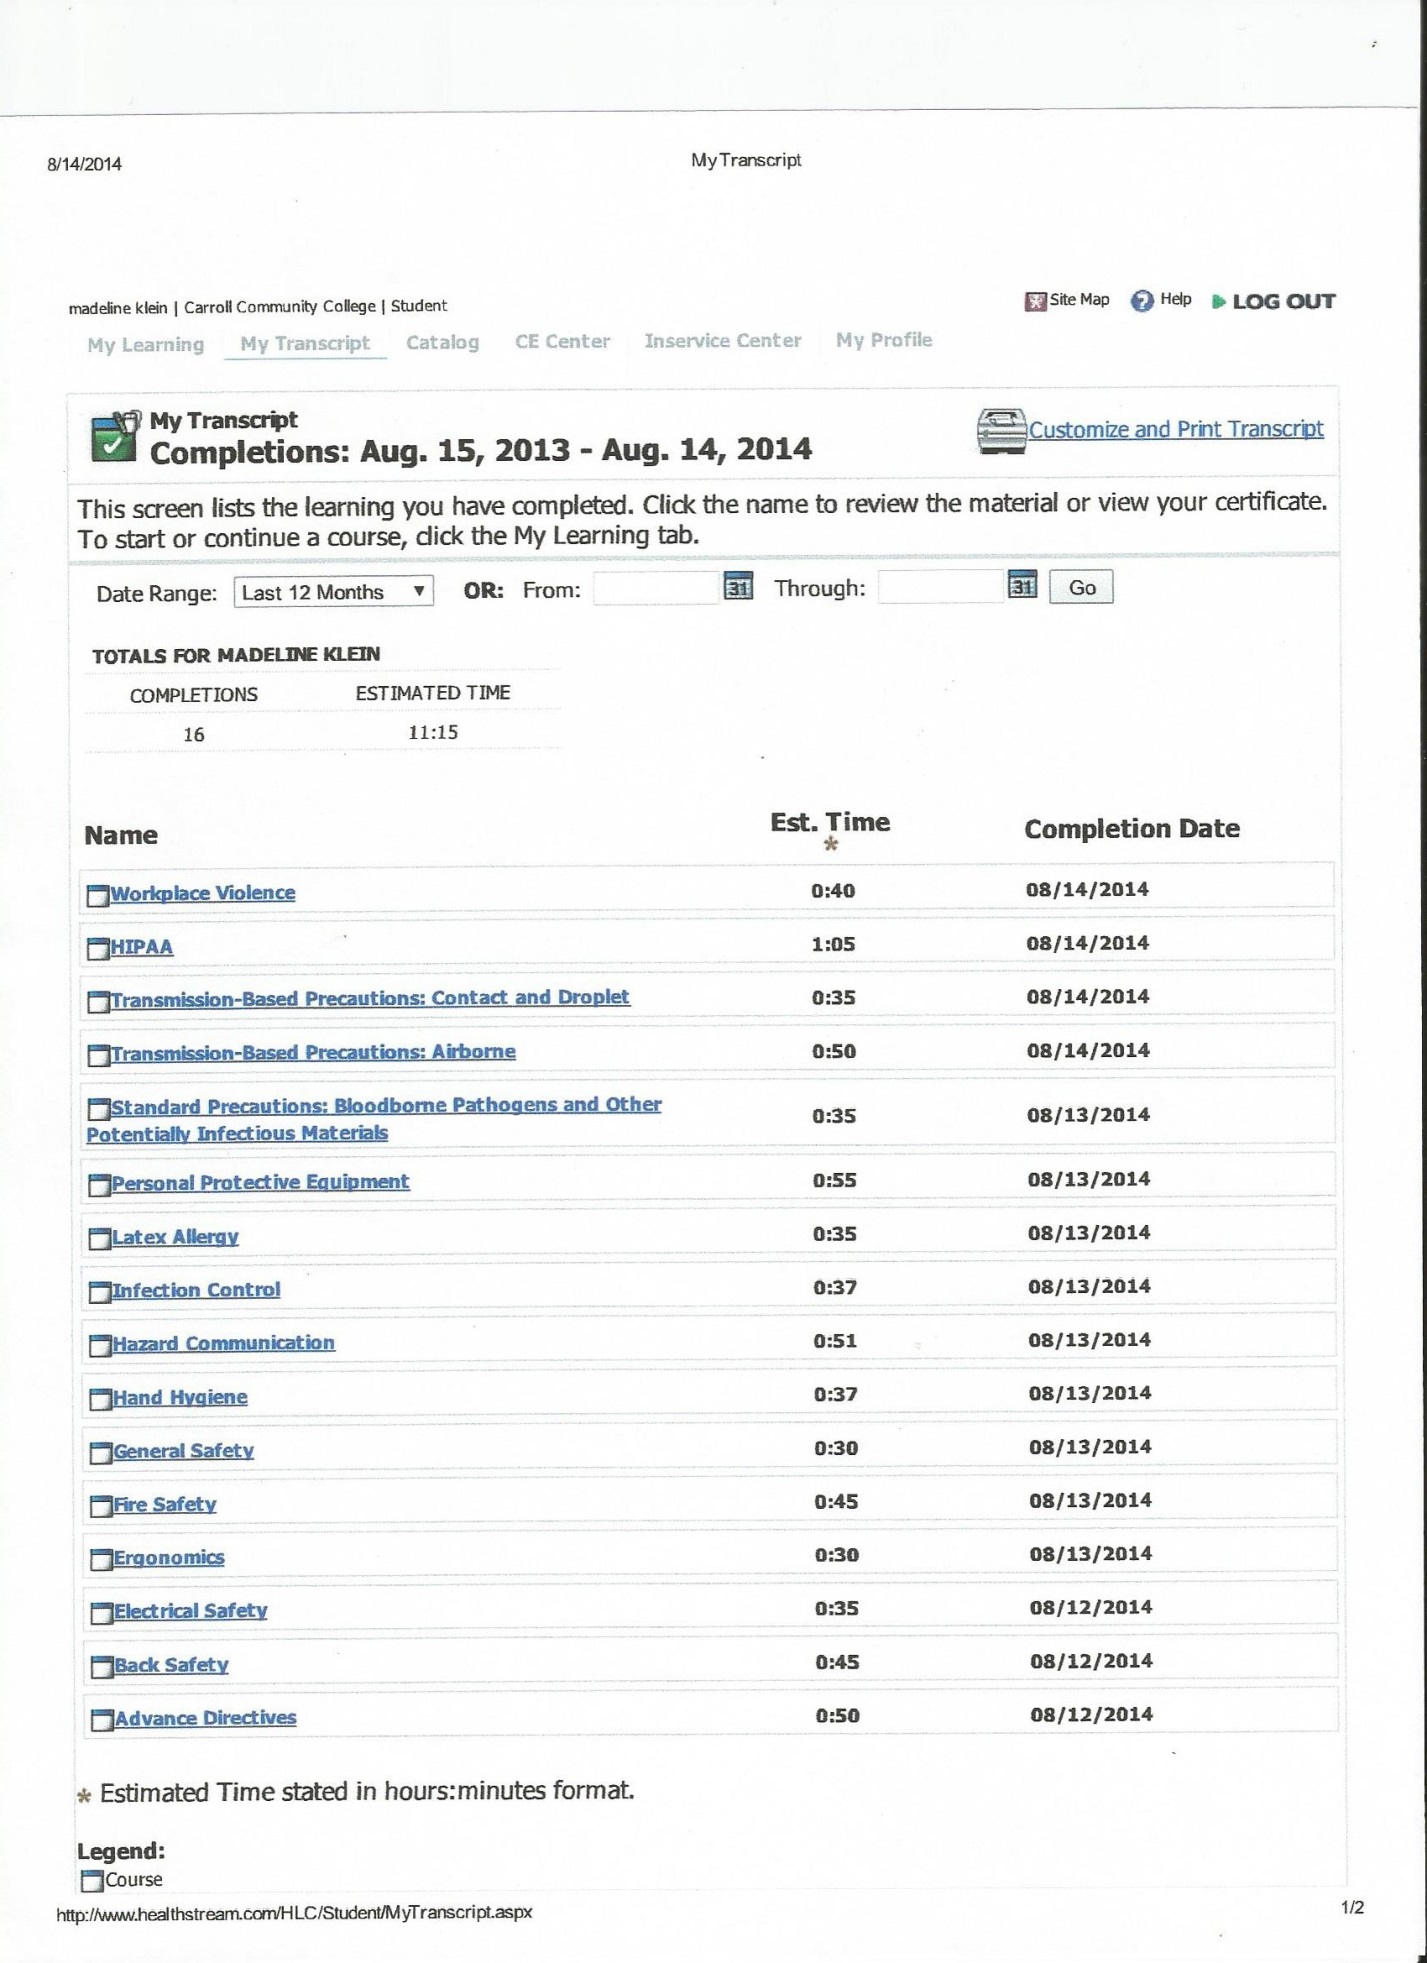 8/14/2014 My Transcript
madeline klein | Carroll Community College | Student Site Map Help LOG OUT
My Learning My Transcript Catalog CE Center Inservice Center My Profile
My Transcript
Completions: Aug. 15, 2013 - Aug. 14, 2014 Customize and Print Transcript
This screen lists the learning you have completed. Click the name to review the material or view your certificate.
To start or continue a course, click the My Learning tab.
Date Range: Last 12 Months ▼ OR: From: 31 Through: 31 Go
TOTALS FOR MADELINE KLEIN
COMPLETIONS ESTIMATED TIME
16 11:15
Name Est. Time * Completion Date
Workplace Violence 0:40 08/14/2014
HIPAA 1:05 08/14/2014
Transmission-Based Precautions: Contact and Droplet 0:35 08/14/2014
Transmission-Based Precautions: Airborne 0:50 08/14/2014
Standard Precautions: Bloodborne Pathogens and Other
Potentially Infectious Materials 0:35 08/13/2014
Personal Protective Equipment 0:55 08/13/2014
Latex Allergy 0:35 08/13/2014
Infection Control 0:37 08/13/2014
Hazard Communication 0:51 08/13/2014
Hand Hygiene 0:37 08/13/2014
General Safety 0:30 08/13/2014
Fire Safety 0:45 08/13/2014
Ergonomics 0:30 08/13/2014
Electrical Safety 0:35 08/12/2014
Back Safety 0:45 08/12/2014
Advance Directives 0:50 08/12/2014
* Estimated Time stated in hours:minutes format.
Legend:
Course
http://www.healthstream.com/HLC/Student/MyTranscript.aspx 1/2